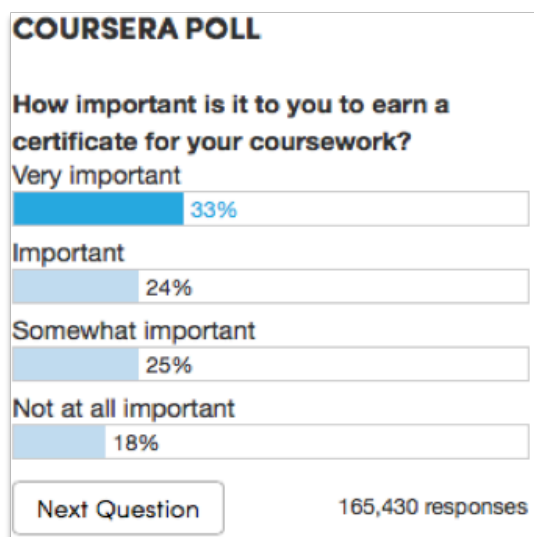 COURSERA POLL
How important is it to you to earn a
certificate for your coursework?
Very important
33%
Important
24%
Somewhat important
25%
Not at all important
18%
Next Question
165,430 responses